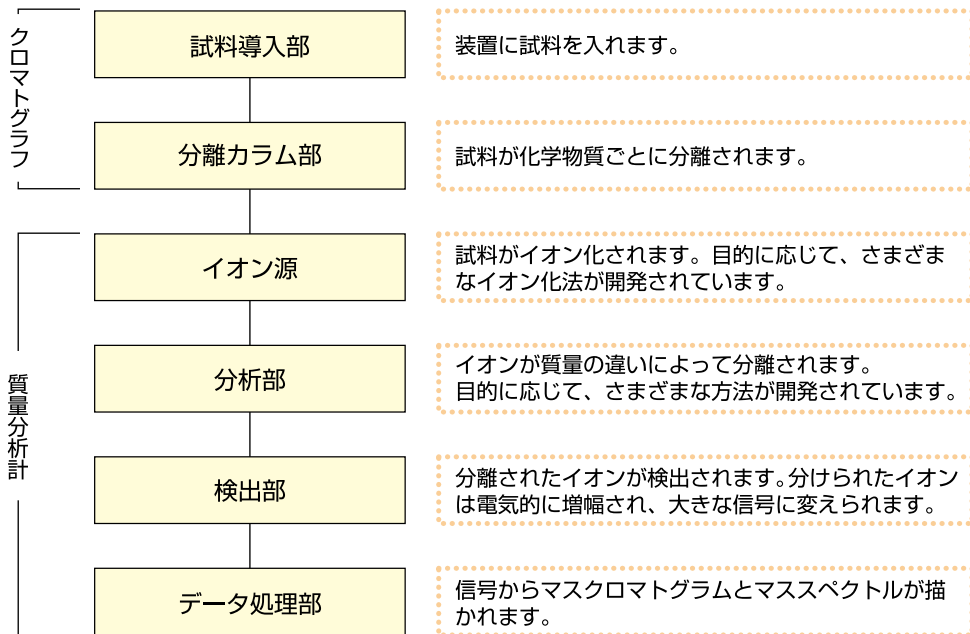 クロマトグラフ
試料導入部
装置に試料を入れます。
分離カラム部
試料が化学物質ごとに分離されます。
質量分析計
イオン源
試料がイオン化されます。目的に応じて、さまざま
なイオン化法が開発されています。
分析部
イオンが質量の違いによって分離されます。
目的に応じて、さまざまな方法が開発されています。
検出部
分離されたイオンが検出されます。分けられたイオン
は電気的に増幅され、大きな信号に変えられます。
データ処理部
信号からマスクロマトグラムとマススペクトルが描
かれます。